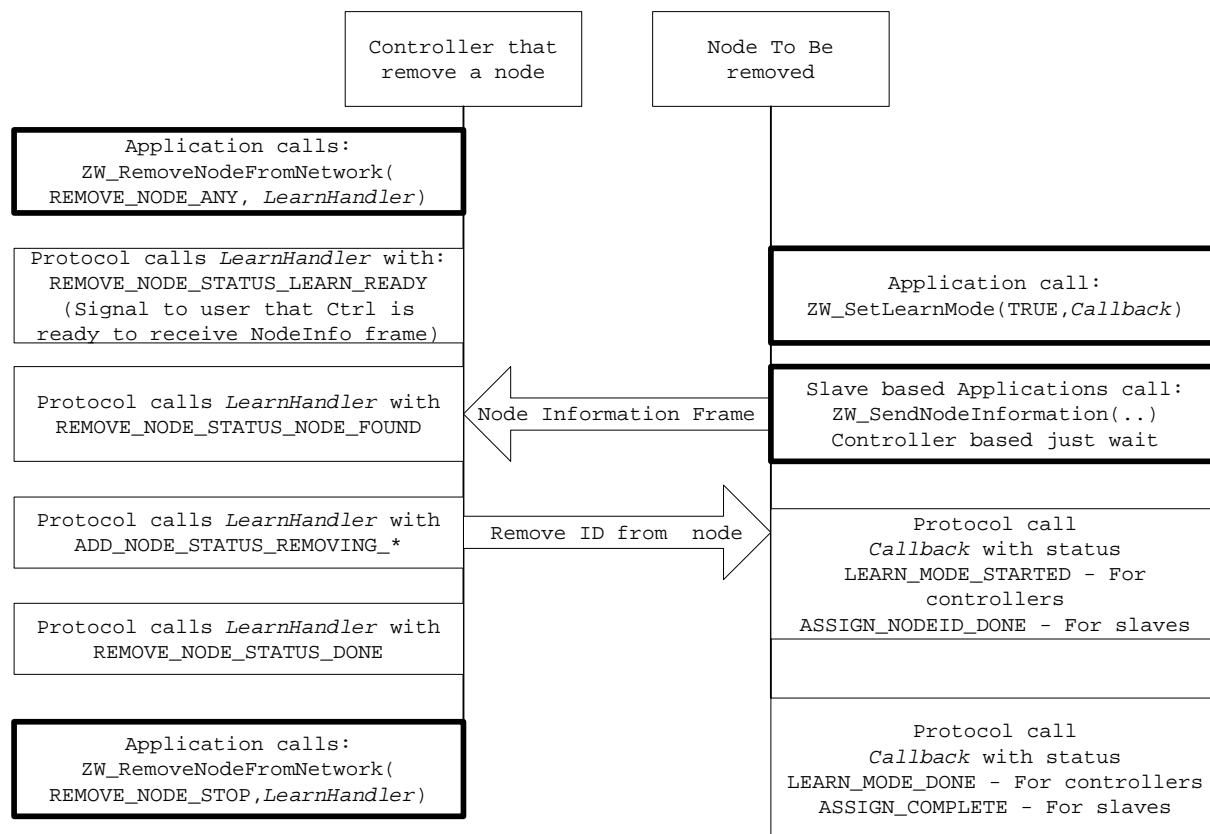 Controller that
remove a node
Node To Be
removed
Application calls:
ZW_RemoveNodeFromNetwork(
REMOVE_NODE_ANY, LearnHandler)
Protocol calls LearnHandler with:
REMOVE_NODE_STATUS_LEARN_READY
(Signal to user that Ctrl is
ready to receive NodeInfo frame)
Application call:
ZW_SetLearnMode(TRUE,Callback)
Protocol calls LearnHandler with
REMOVE_NODE_STATUS_NODE_FOUND
Node Information Frame
Slave based Applications call:
ZW_SendNodeInformation(..)
Controller based just wait
Protocol calls LearnHandler with
ADD_NODE_STATUS_REMOVING_*
Remove ID from node
Protocol call
Callback with status
LEARN_MODE_STARTED - For
controllers
ASSIGN_NODEID_DONE - For slaves
Protocol calls LearnHandler with
REMOVE_NODE_STATUS_DONE
Application calls:
ZW_RemoveNodeFromNetwork(
REMOVE_NODE_STOP,LearnHandler)
Protocol call
Callback with status
LEARN_MODE_DONE - For controllers
ASSIGN_COMPLETE - For slaves